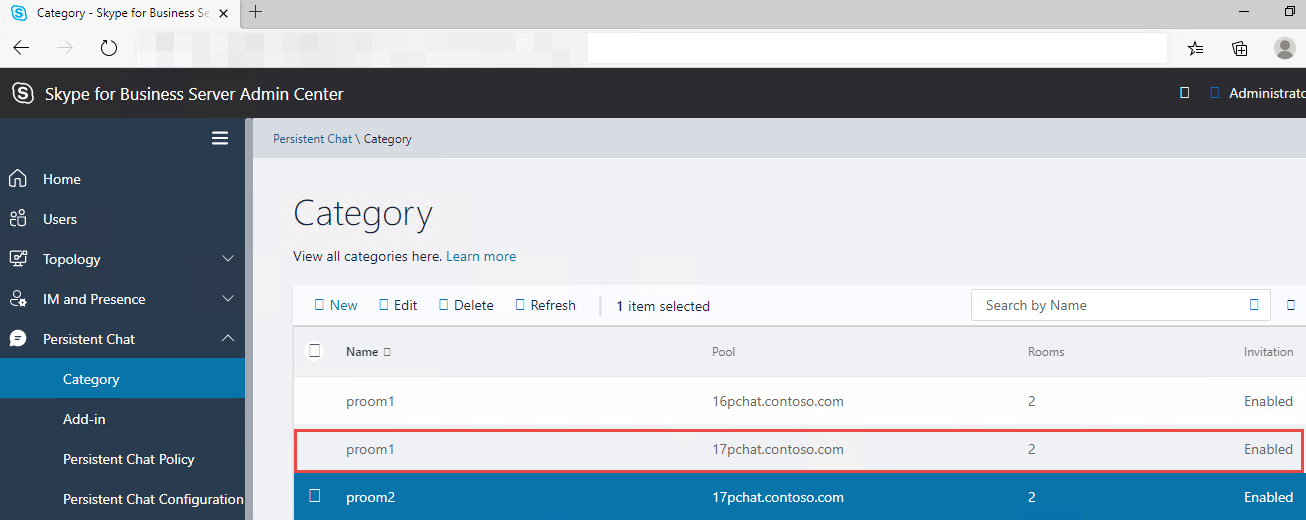 Category - Skype for Business Se
Skype for Business Server Admin Center
Administrato
Persistent Chat \ Category
Home
Users
Topology
IM and Presence
Persistent Chat
Category
Add-in
Persistent Chat Policy
Persistent Chat Configuration
Category
View all categories here. Learn more
New Edit Delete Refresh 1 item selected Search by Name
Name Pool Rooms Invitation
proom1 16pchat.contoso.com 2 Enabled
proom1 17pchat.contoso.com 2 Enabled
proom2 17pchat.contoso.com 2 Enabled